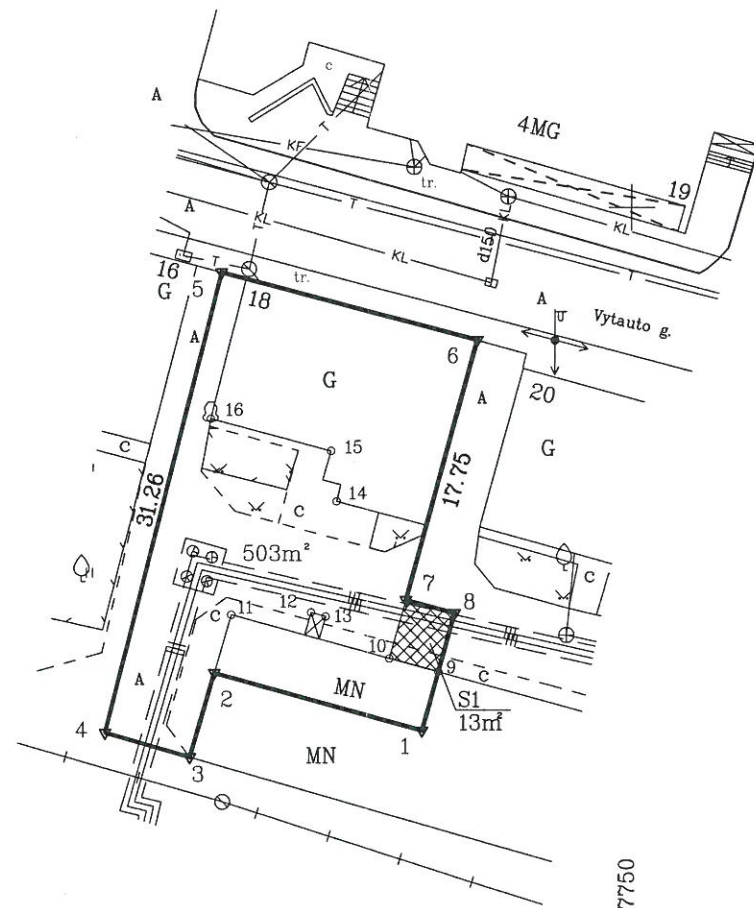 c
A
4MG
T
KF
tr.
19
T
A
KL
T
KL
KL
KL
d150
T
16
T
tr.
G
5
18
A
Vytauto g.
A
6
G
A
20
G
16
15
17.75
C
14
C
31.26
503m²
C
7
8
12
13
C
11
10
9
C
S1
13m²
A
2
MN
4
1
3
MN
7750